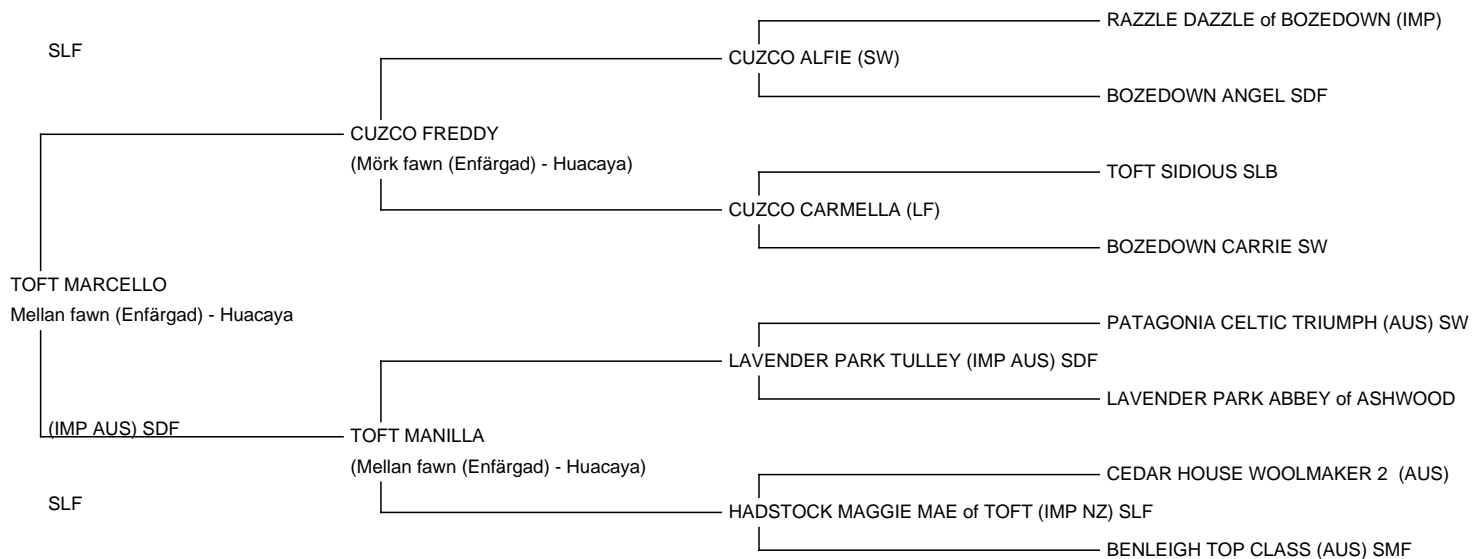 RAZZLE DAZZLE of BOZEDOWN (IMP)
SLF
CUZCO ALFIE (SW)
BOZEDOWN ANGEL SDF
CUZCO FREDDY
(Mörk fawn (Enfärgad) - Huacaya)
TOFT SIDIOUS SLB
CUZCO CARMELLA (LF)
BOZEDOWN CARRIE SW
TOFT MARCELLO
Mellan fawn (Enfärgad) - Huacaya
PATAGONIA CELTIC TRIUMPH (AUS) SW
LAVENDER PARK TULLEY (IMP AUS) SDF
LAVENDER PARK ABBEY of ASHWOOD
(IMP AUS) SDF
TOFT MANILLA
(Mellan fawn (Enfärgad) - Huacaya)
CEDAR HOUSE WOOLMAKER 2 (AUS)
SLF
HADSTOCK MAGGIE MAE of TOFT (IMP NZ) SLF
BENLEIGH TOP CLASS (AUS) SMF